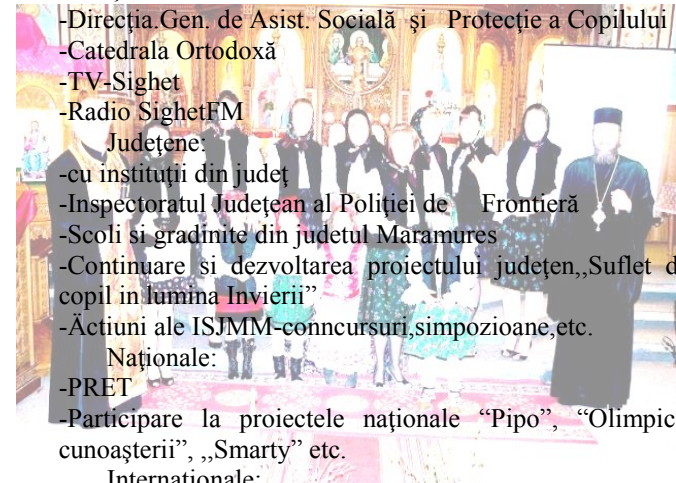 -Direcţia.Gen. de Asist. Socială şi Protecţie a Copilului
-Catedrala Ortodoxă
-TV-Sighet
-Radio SighetFM
Judeţene:
-cu instituţii din judeţ
-Inspectoratul Judeţean al Poliţiei de Frontieră
-Scoli si gradinite din judetul Maramures
-Continuare si dezvoltarea proiectului judeţen,,Suflet d
copil in lumina Invierii”
-Äctiuni ale ISJMM-conncursuri,simpozioane,etc.
Naţionale:
-PRET
-Participare la proiectele naţionale “Pipo”, “Olimpic
cunoaşterii”, ,,Smarty” etc.
Internaţionale: